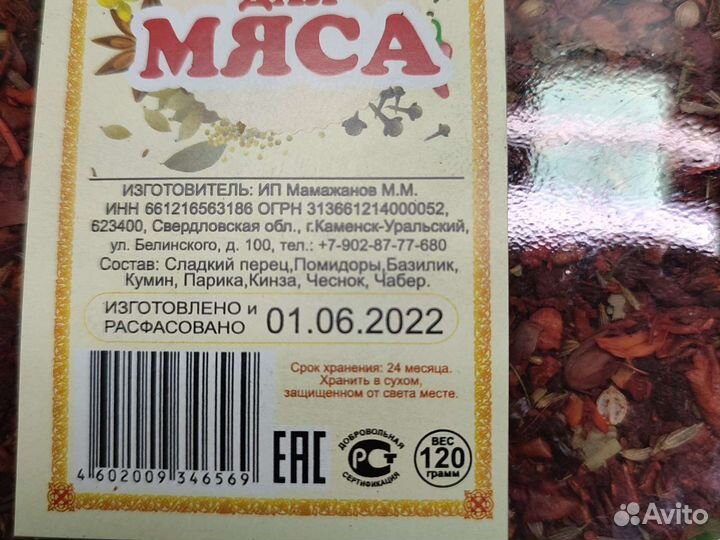 ДЛЯ
МЯСА
ИЗГОТОВИТЕЛЬ: ИП Мамажанов М.М.
ИНН 661216563186 ОГРН 313661214000052,
623400, Свердловская обл., г.Каменск-Уральский,
ул. Белинского, д. 100, тел.: +7-902-87-77-680
Состав: Сладкий перец,Помидоры,Базилик,
Кумин, Парика,Кинза, Чеснок, Чабер.
ИЗГОТОВЛЕНО и
РАСФАСОВАНО 01.06.2022
Срок хранения: 24 месяца.
Хранить в сухом,
защищенном от света месте.
4 602009 346569
ЕАС
ДОБРОВОЛЬНАЯ
РСТ
СЕРТИФИКАЦИЯ
ВЕС
120
грамм
Avito